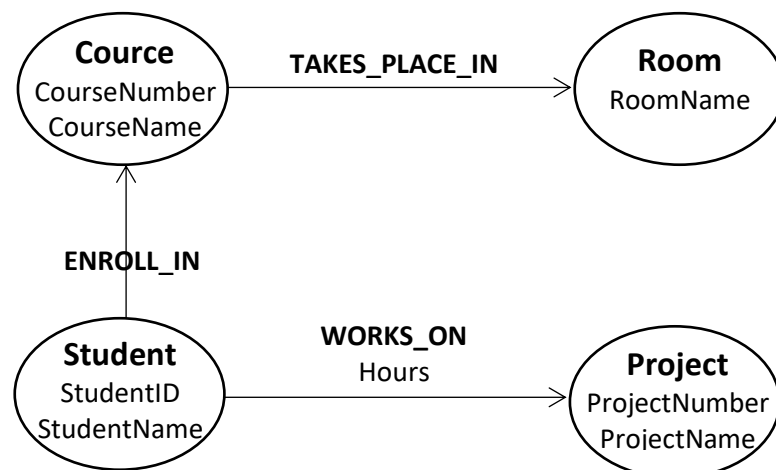 Cource
CourseNumber
CourseName
TAKES_PLACE_IN
Room
RoomName
ENROLL_IN
Student
StudentID
StudentName
WORKS_ON
Hours
Project
ProjectNumber
ProjectName